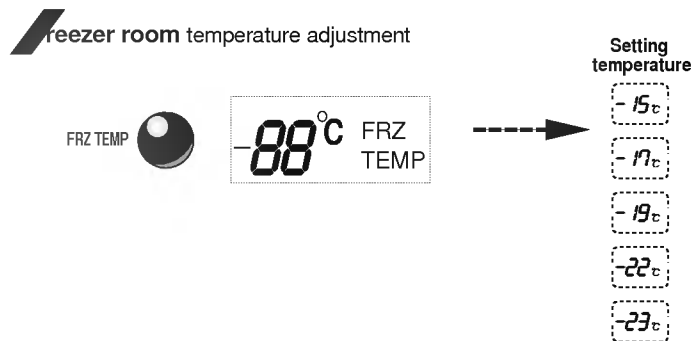 reezer room temperature adjustment
Setting
temperature
FRZ TEMP
-88°C FRZ
TEMP
- 15℃
- 17℃
- 19℃
-22℃
-23℃